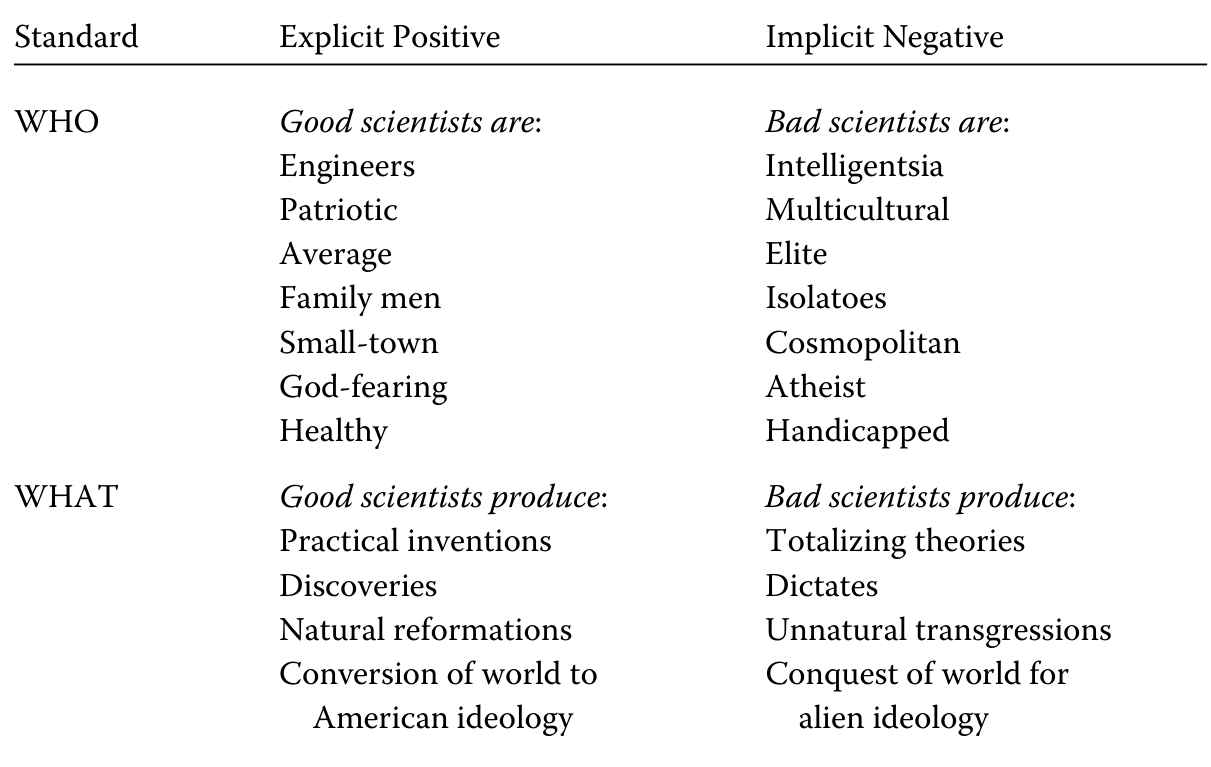 Standard Explicit Positive Implicit Negative
WHO Good scientists are: Bad scientists are:
Engineers Intelligentsia
Patriotic Multicultural
Average Elite
Family men Isolatoes
Small-town Cosmopolitan
God-fearing Atheist
Healthy Handicapped
WHAT Good scientists produce: Bad scientists produce:
Practical inventions Totalizing theories
Discoveries Dictates
Natural reformations Unnatural transgressions
Conversion of world to Conquest of world for
American ideology alien ideology